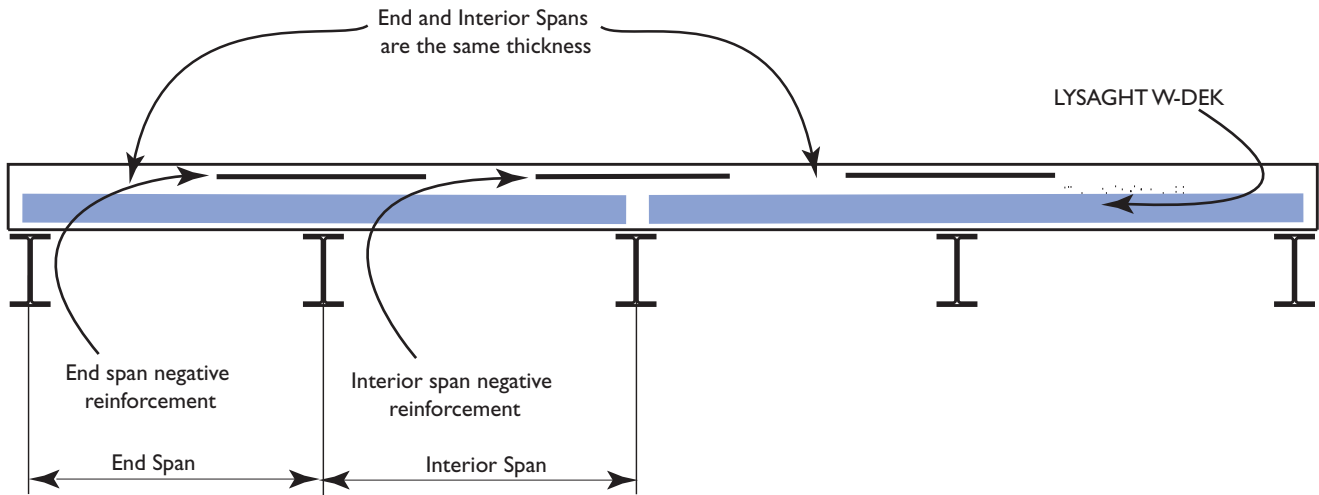 End and Interior Spans
are the same thickness
LYSAGHT W-DEK
End span negative
reinforcement
Interior span negative
reinforcement
End Span
Interior Span